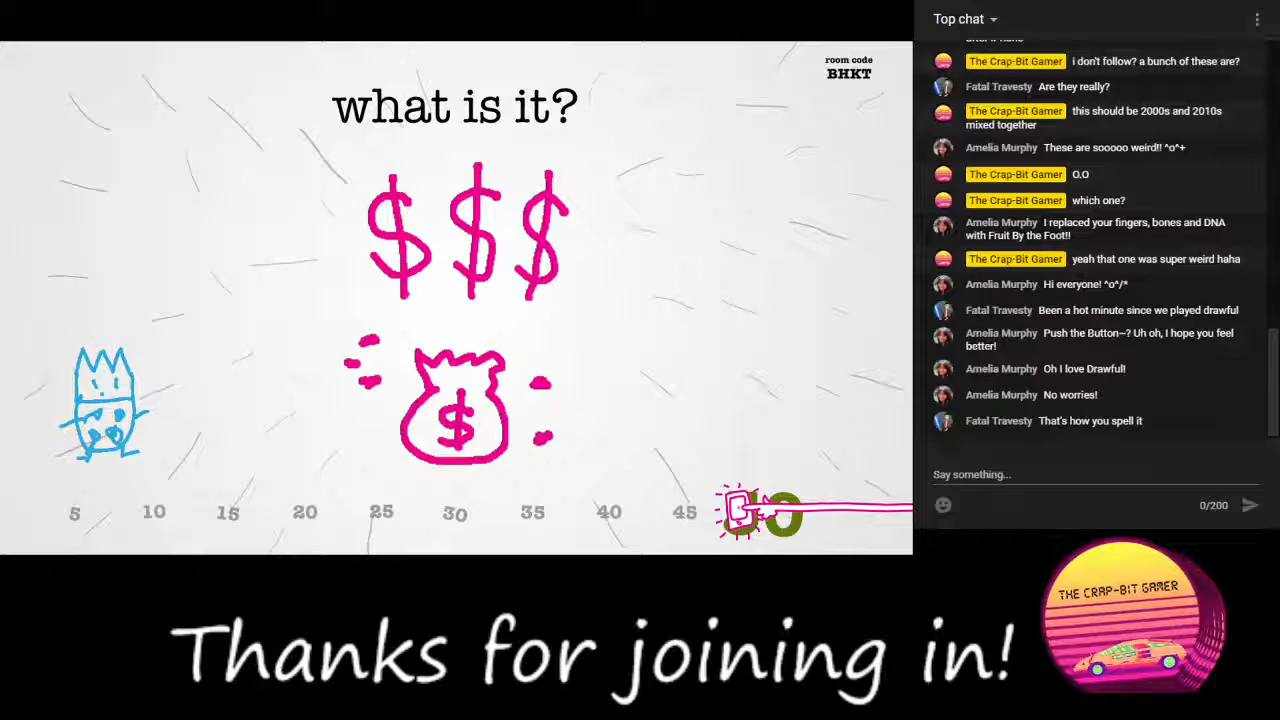 room code
BHKT
what is it?
$ $ $
$
5 10 15 20 25 30 35 40 45 50
Top chat
The Crap-Bit Gamer i don't follow? a bunch of these are?
Fatal Travesty Are they really?
The Crap-Bit Gamer this should be 2000s and 2010s
mixed together
Amelia Murphy These are sooooo weird!! ^o^+
The Crap-Bit Gamer O.O
The Crap-Bit Gamer which one?
Amelia Murphy I replaced your fingers, bones and DNA
with Fruit By the Foot!!
The Crap-Bit Gamer yeah that one was super weird haha
Amelia Murphy Hi everyone! ^o^/*
Fatal Travesty Been a hot minute since we played drawful
Amelia Murphy Push the Button~? Uh oh, I hope you feel
better!
Amelia Murphy Oh I love Drawful!
Amelia Murphy No worries!
Fatal Travesty That's how you spell it
Say something...
0/200
Thanks for joining in!
THE CRAP-BIT GAMER